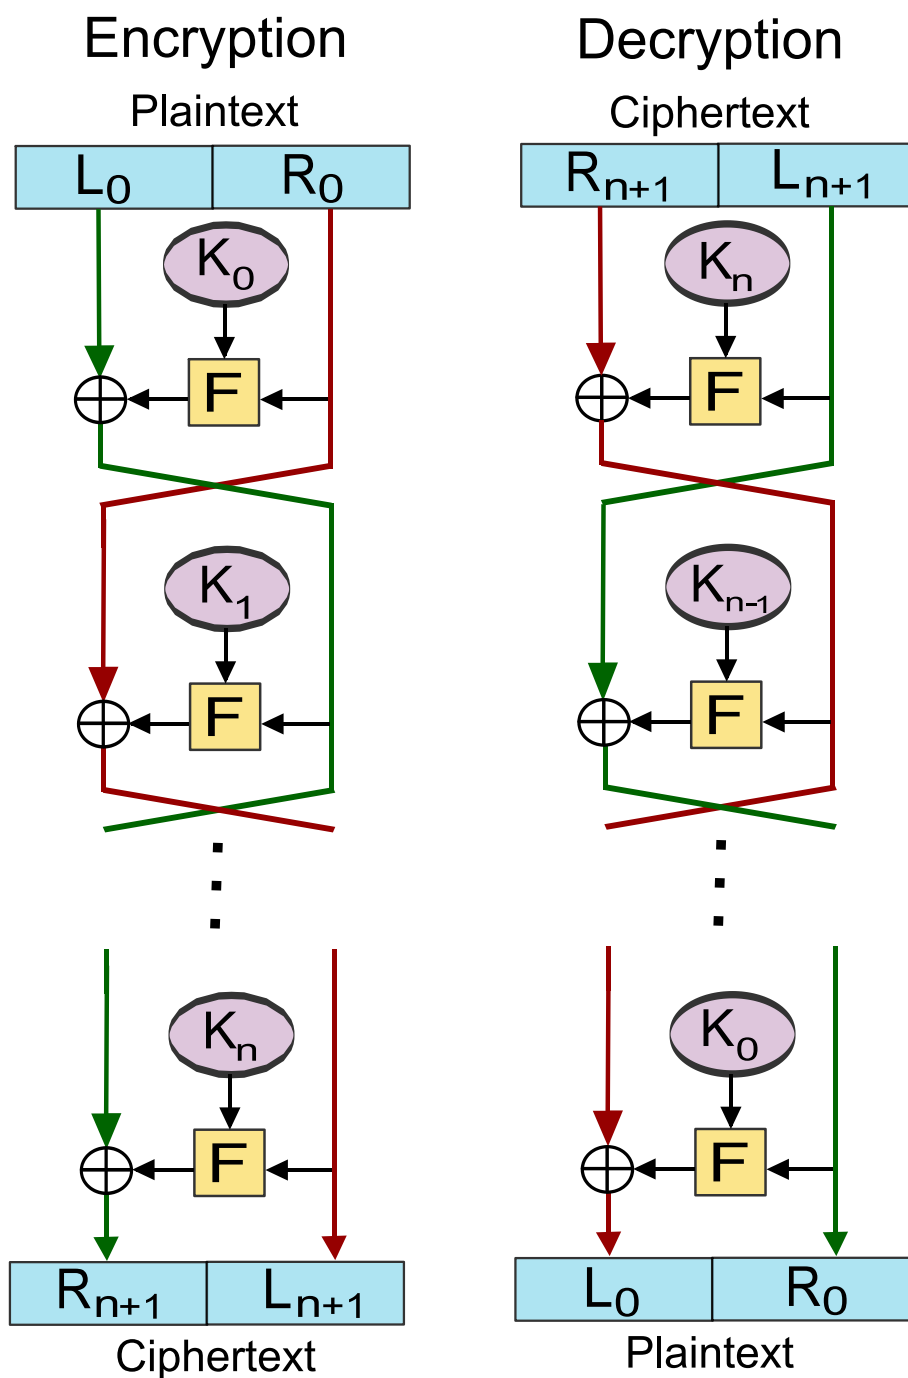 Encryption
Plaintext
L0 R0
K0
F
K1
F
Kn
F
Rn+1 Ln+1
Ciphertext
Decryption
Ciphertext
Rn+1 Ln+1
Kn
F
Kn-1
F
K0
F
L0 R0
Plaintext